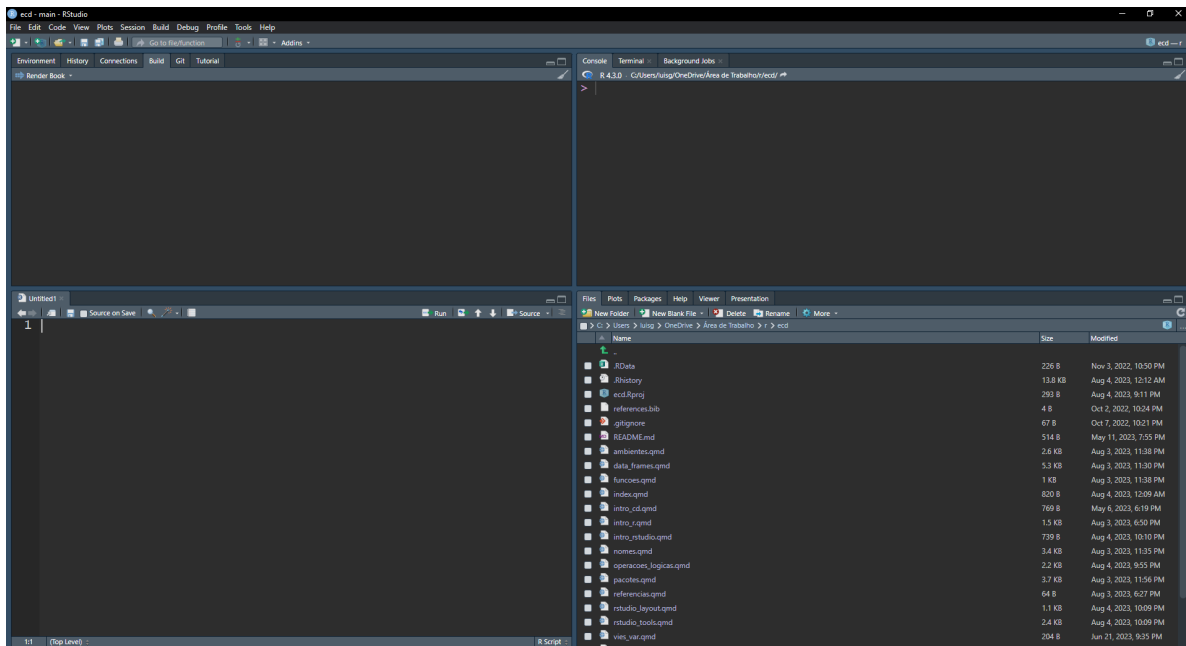 ecd - main - RStudio
File Edit Code View Plots Session Build Debug Profile Tools Help
Go to file/function Addins ecd — r
Environment History Connections Build Git Tutorial
Render Book
Console Terminal Background Jobs
R 4.3.0 · C:/Users/luisg/OneDrive/Área de Trabalho/r/ecd/
>
Untitled1
Source on Save Run Source
1
1:1 (Top Level) R Script
Files Plots Packages Help Viewer Presentation
New Folder New Blank File Delete Rename More
C: > Users > luisg > OneDrive > Área de Trabalho > r > ecd
Name Size Modified
..
.RData 226 B Nov 3, 2022, 10:50 PM
.Rhistory 13.8 KB Aug 4, 2023, 12:12 AM
ecd.Rproj 293 B Aug 4, 2023, 9:11 PM
references.bib 4 B Oct 2, 2022, 10:24 PM
.gitignore 67 B Oct 7, 2022, 10:21 PM
README.md 514 B May 11, 2023, 7:55 PM
ambientes.qmd 2.6 KB Aug 3, 2023, 11:38 PM
data_frames.qmd 5.3 KB Aug 3, 2023, 11:30 PM
funcoes.qmd 1 KB Aug 3, 2023, 11:38 PM
index.qmd 820 B Aug 4, 2023, 12:09 AM
intro_cd.qmd 769 B May 6, 2023, 6:19 PM
intro_r.qmd 1.5 KB Aug 3, 2023, 6:50 PM
intro_rstudio.qmd 739 B Aug 4, 2023, 10:10 PM
nomes.qmd 3.4 KB Aug 3, 2023, 11:35 PM
operacoes_logicas.qmd 2.2 KB Aug 4, 2023, 9:55 PM
pacotes.qmd 3.7 KB Aug 3, 2023, 11:56 PM
referencias.qmd 64 B Aug 3, 2023, 6:27 PM
rstudio_layout.qmd 1.1 KB Aug 4, 2023, 10:09 PM
rstudio_tools.qmd 2.4 KB Aug 4, 2023, 10:09 PM
vies_var.qmd 204 B Jun 21, 2023, 9:35 PM